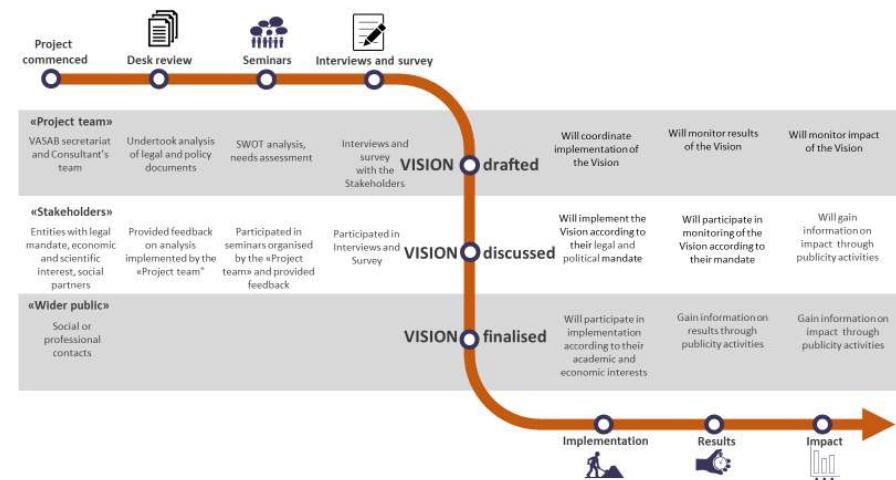 Project
commenced
Desk review
Seminars
Interviews and survey
«Project team»
VASAB secretariat
and Consultant's
team
Undertook analysis
of legal and policy
documents
SWOT analysis,
needs assessment
Interviews and
survey
with the
Stakeholders
VISION drafted
Will coordinate
implementation of
the Vision
Will monitor results
of the Vision
Will monitor impact
of the Vision
«Stakeholders»
Entities with legal
mandate, economic
and scientific
interest, social
partners
Provided feedback
on analysis
implemented by the
«Project team"
Participated in
seminars organised
by the «Project
team» and provided
feedback
Participated in
Interviews and
Survey
VISION discussed
Will implement the
Vision according to
their legal and
political mandate
Will participate in
monitoring of the
Vision according to
their mandate
Will gain
information on
impact through
publicity activities
«Wider public»
Social or
professional
contacts
VISION finalised
Will participate in
implementation
according to their
academic and
economic interests
Gain information on
results through
publicity activities
Gain information on
impact through
publicity activities
Implementation
Results
Impact